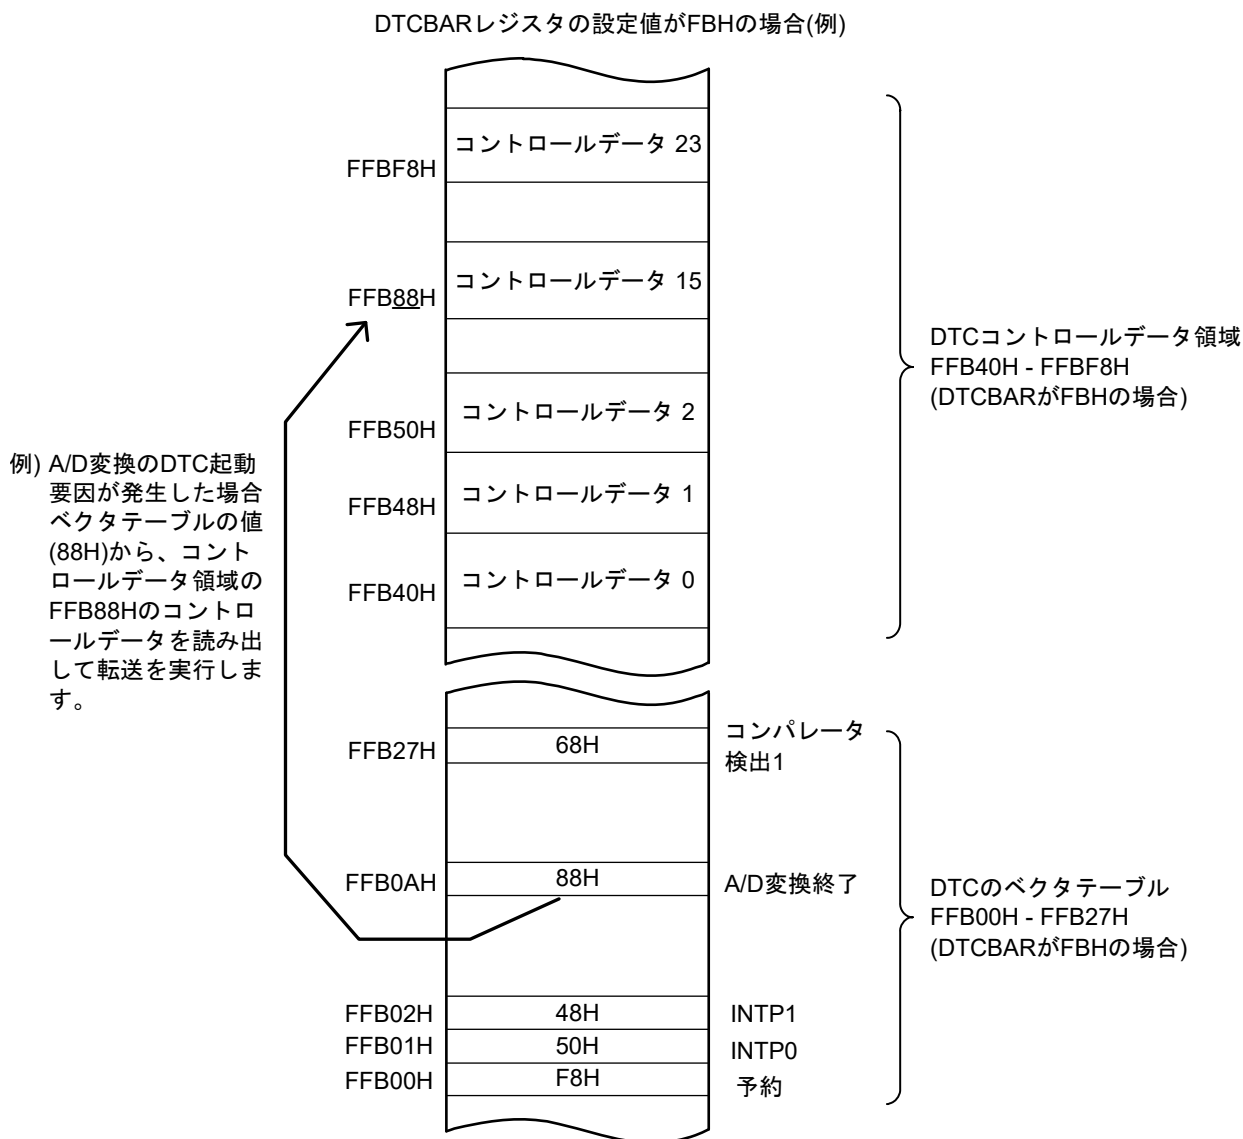 DTCBARレジスタの設定値がFBHの場合(例)
コントロールデータ 23
FFBF8H
コントロールデータ 15
FFB88H
コントロールデータ 2
FFB50H
コントロールデータ 1
FFB48H
コントロールデータ 0
FFB40H
DTCコントロールデータ領域
FFB40H - FFBF8H
(DTCBARがFBHの場合)
例) A/D変換のDTC起動
要因が発生した場合
ベクタテーブルの値
(88H)から、コント
ロールデータ領域の
FFB88Hのコントロ
ールデータを読み出
して転送を実行しま
す。
FFB27H
68H
コンパレータ
検出1
FFB0AH
88H
A/D変換終了
DTCのベクタテーブル
FFB00H - FFB27H
(DTCBARがFBHの場合)
FFB02H
48H
INTP1
FFB01H
50H
INTP0
FFB00H
F8H
予約